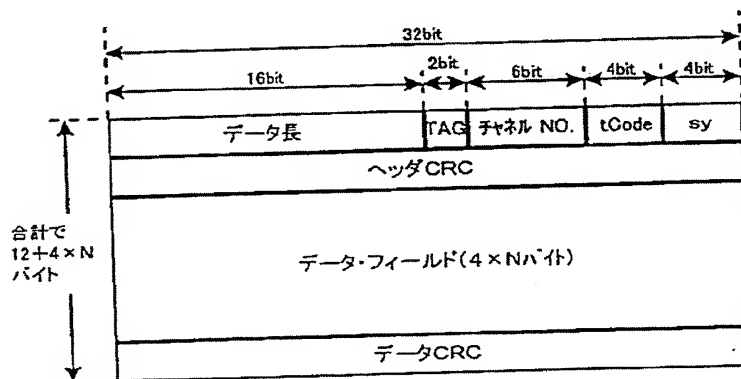 32bit
16bit
2bit
6bit
4bit
4bit
データ長
TAG
チャネル NO.
tCode
sy
ヘッダCRC
合計で
12+4×N
バイト
データ・フィールド(4×Nバイト)
データCRC